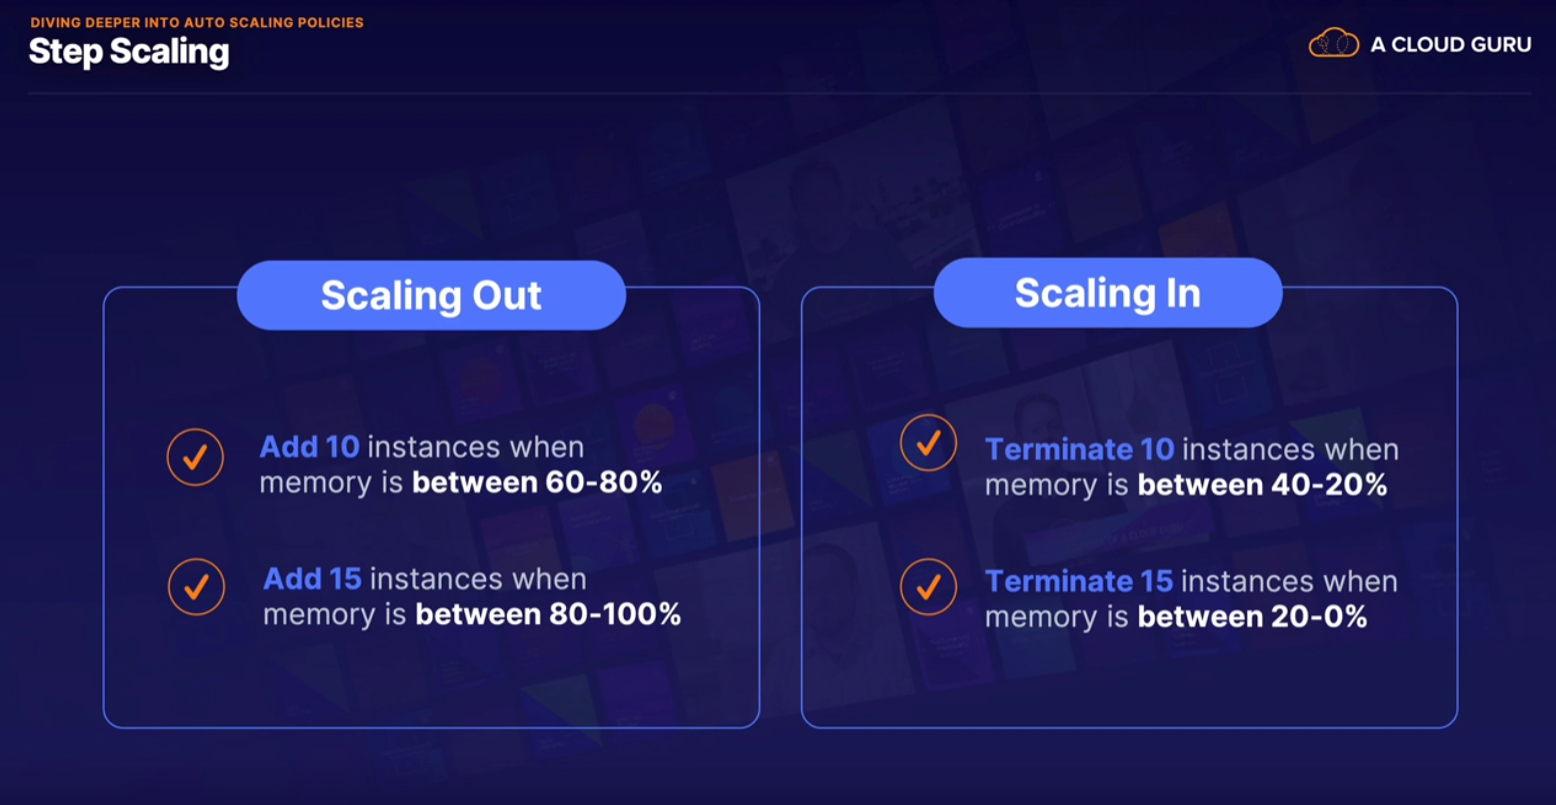 DIVING DEEPER INTO AUTO SCALING POLICIES
Step Scaling
A CLOUD GURU
Scaling Out
Add 10 instances when
memory is between 60-80%
Add 15 instances when
memory is between 80-100%
Scaling In
Terminate 10 instances when
memory is between 40-20%
Terminate 15 instances when
memory is between 20-0%